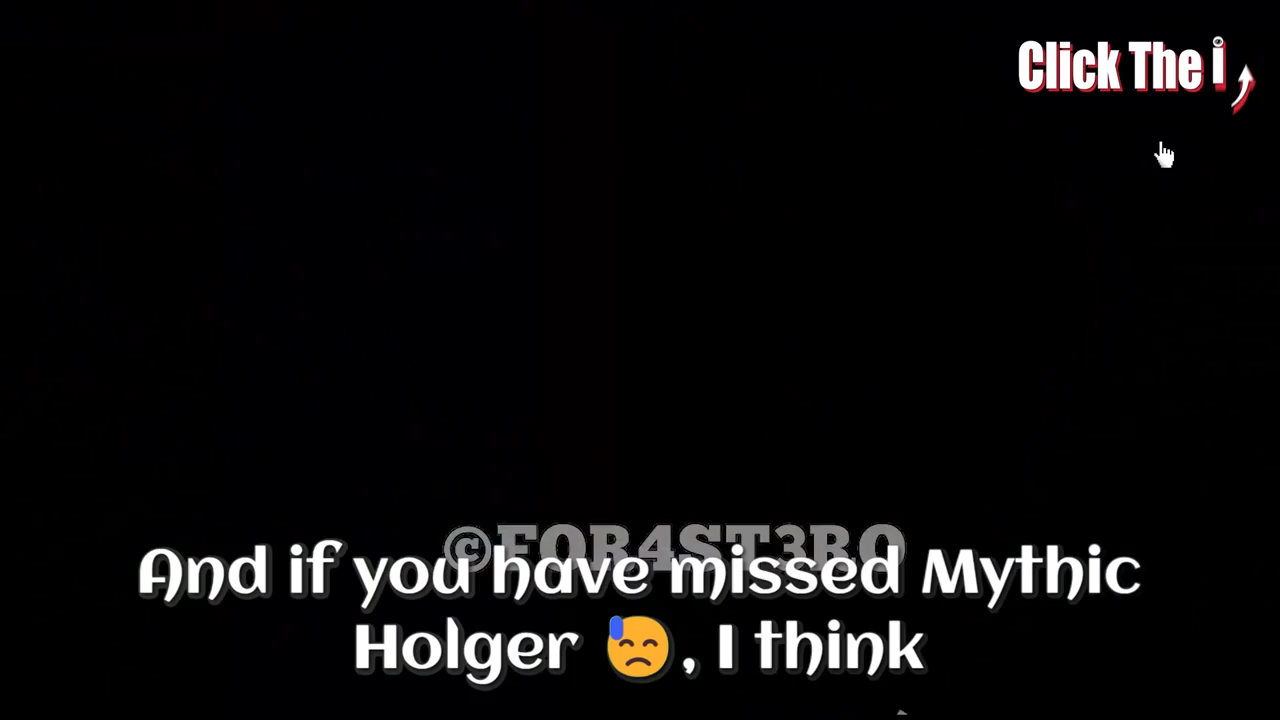 Click The i
©FOR4ST3RO
And if you have missed Mythic
Holger 😓, I think